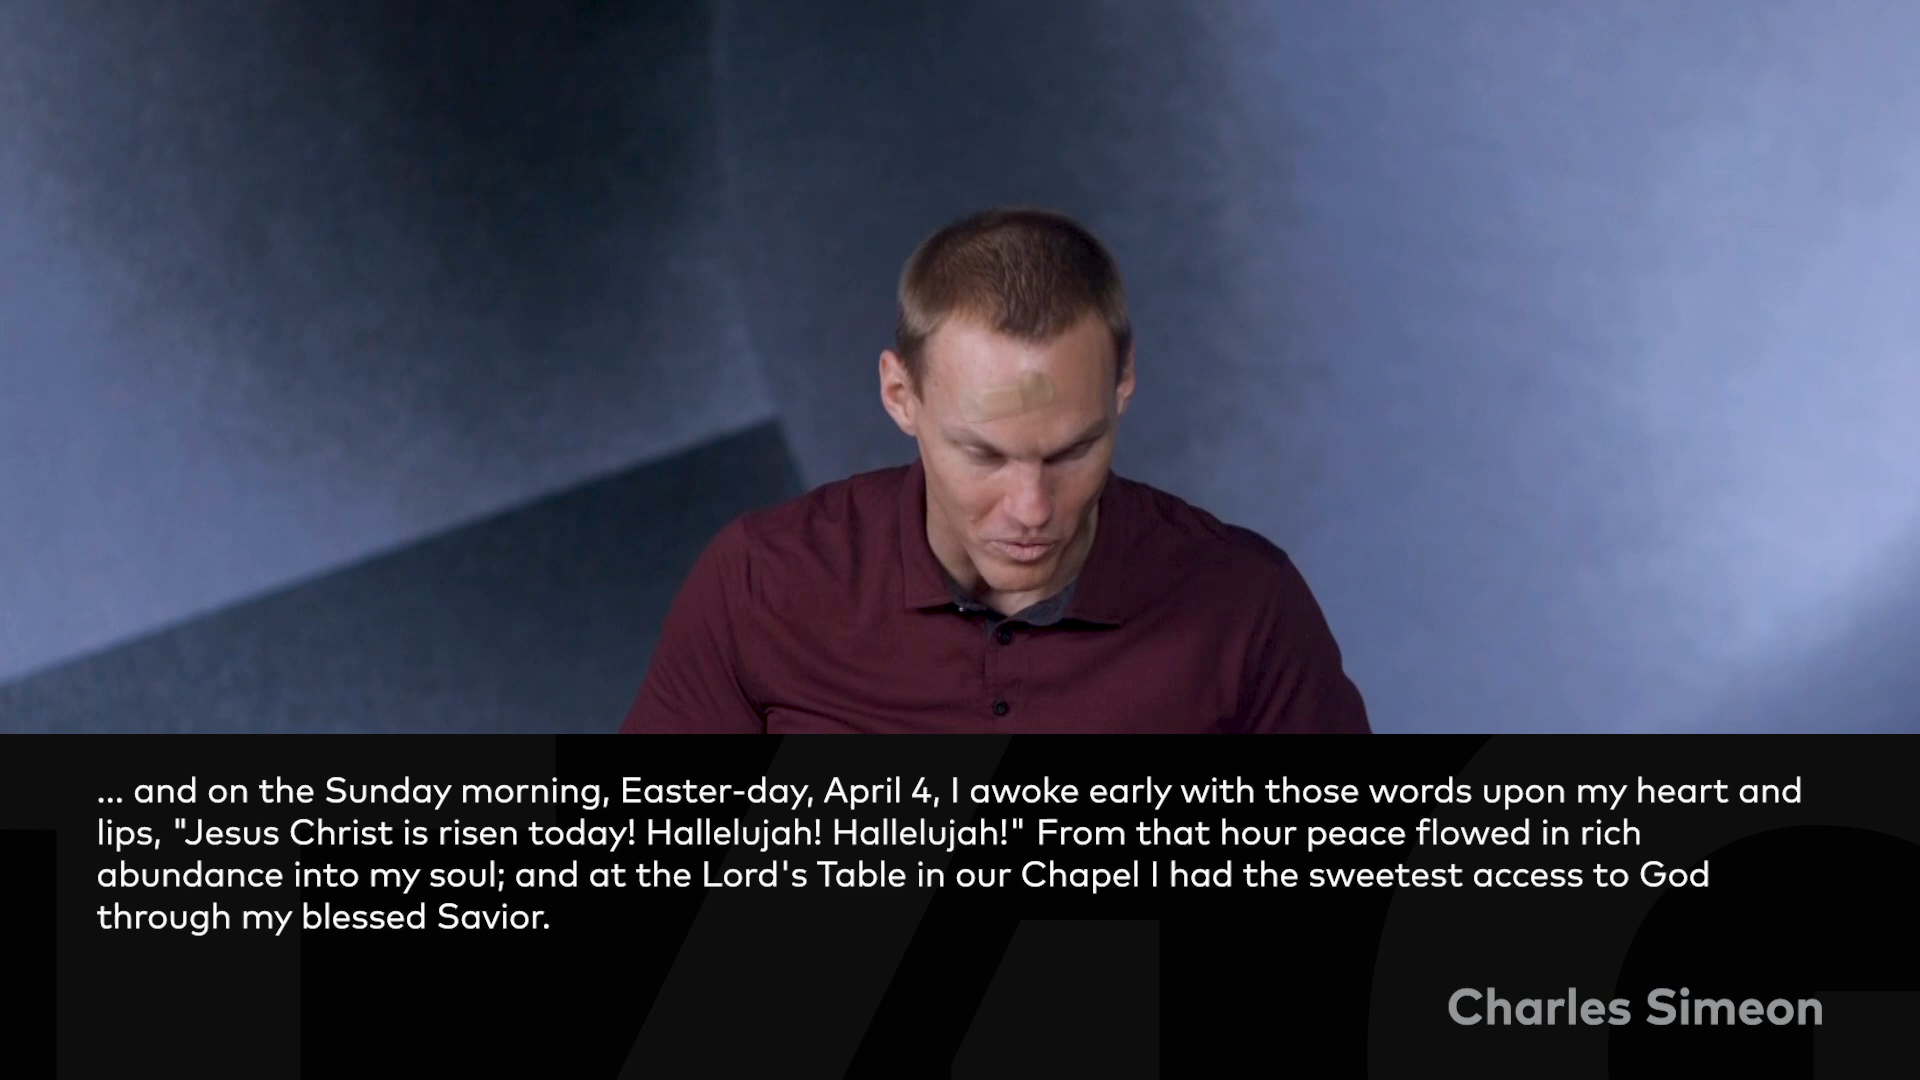 ... and on the Sunday morning, Easter-day, April 4, I awoke early with those words upon my heart and
lips, "Jesus Christ is risen today! Hallelujah! Hallelujah!" From that hour peace flowed in rich
abundance into my soul; and at the Lord's Table in our Chapel I had the sweetest access to God
through my blessed Savior.
Charles Simeon